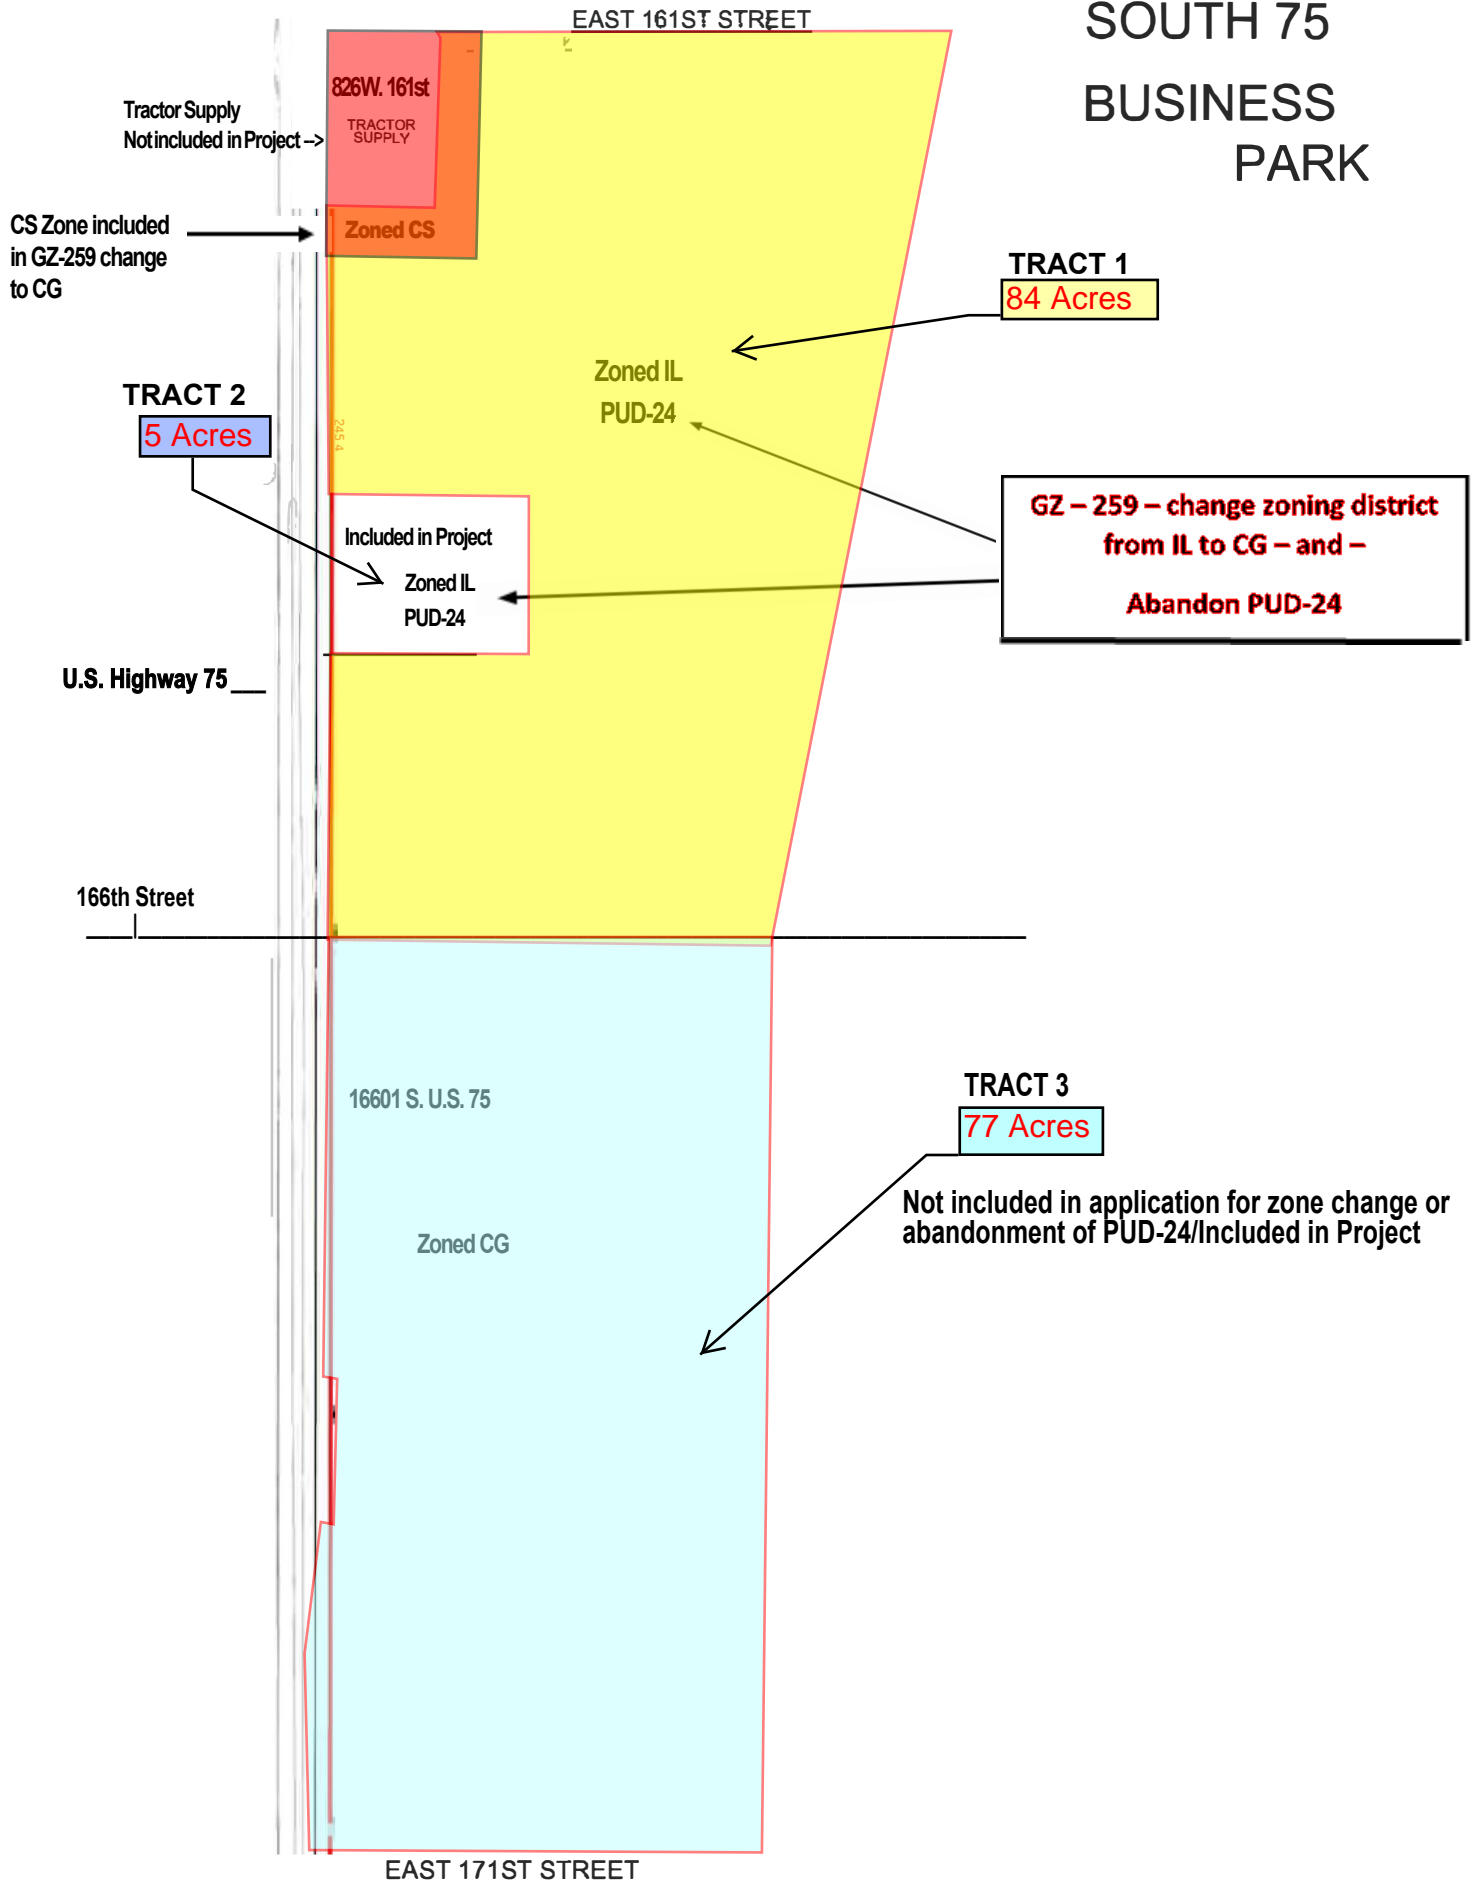 EAST 161ST STREET
SOUTH 75
BUSINESS
PARK
826W. 161st
TRACTOR
SUPPLY
Tractor Supply
Not included in Project -->
CS Zone included
in GZ-259 change
to CG
Zoned CS
TRACT 1
84 Acres
Zoned IL
PUD-24
TRACT 2
5 Acres
245.4
GZ – 259 – change zoning district
from IL to CG – and –
Abandon PUD-24
Included in Project
Zoned IL
PUD-24
U.S. Highway 75 ___
166th Street
16601 S. U.S. 75
TRACT 3
77 Acres
Not included in application for zone change or
abandonment of PUD-24/Included in Project
Zoned CG
EAST 171ST STREET